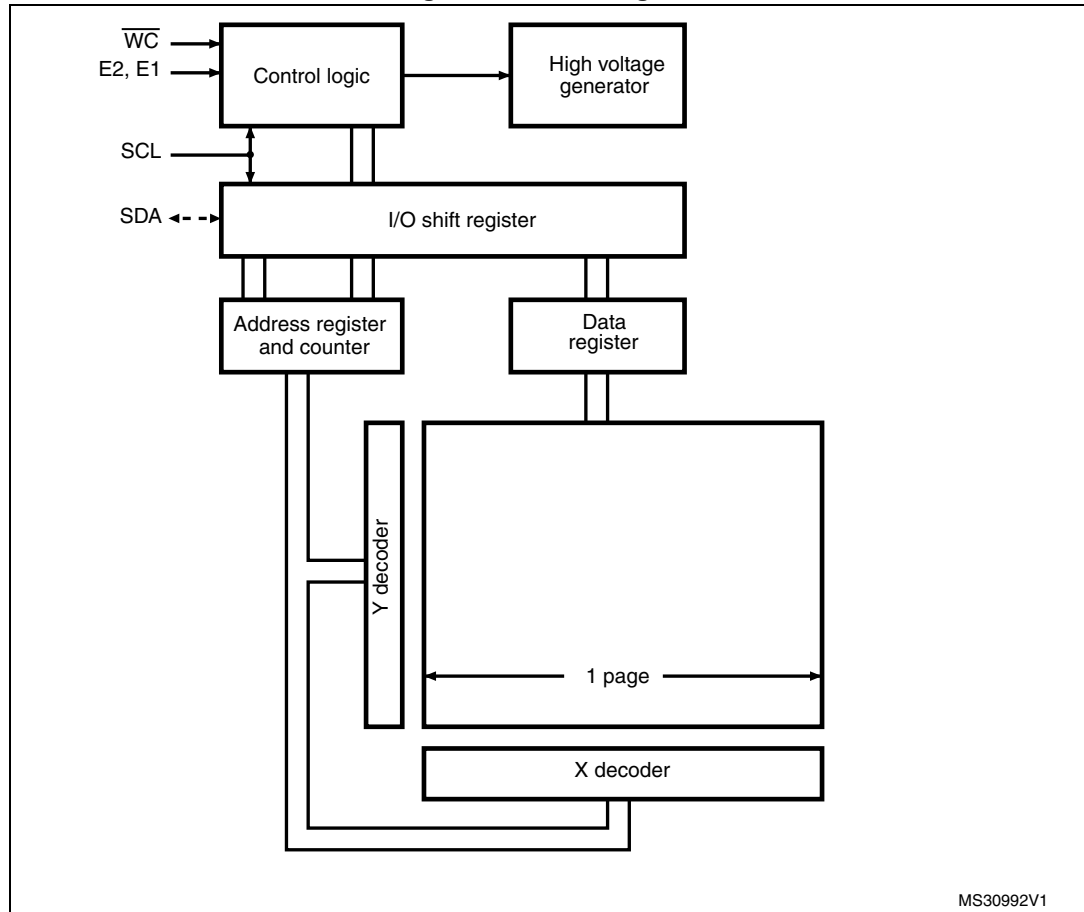 W̅C̅
E2, E1
Control logic
High voltage
generator
SCL
SDA
I/O shift register
Address register
and counter
Data
register
Y decoder
1 page
X decoder
MS30992V1